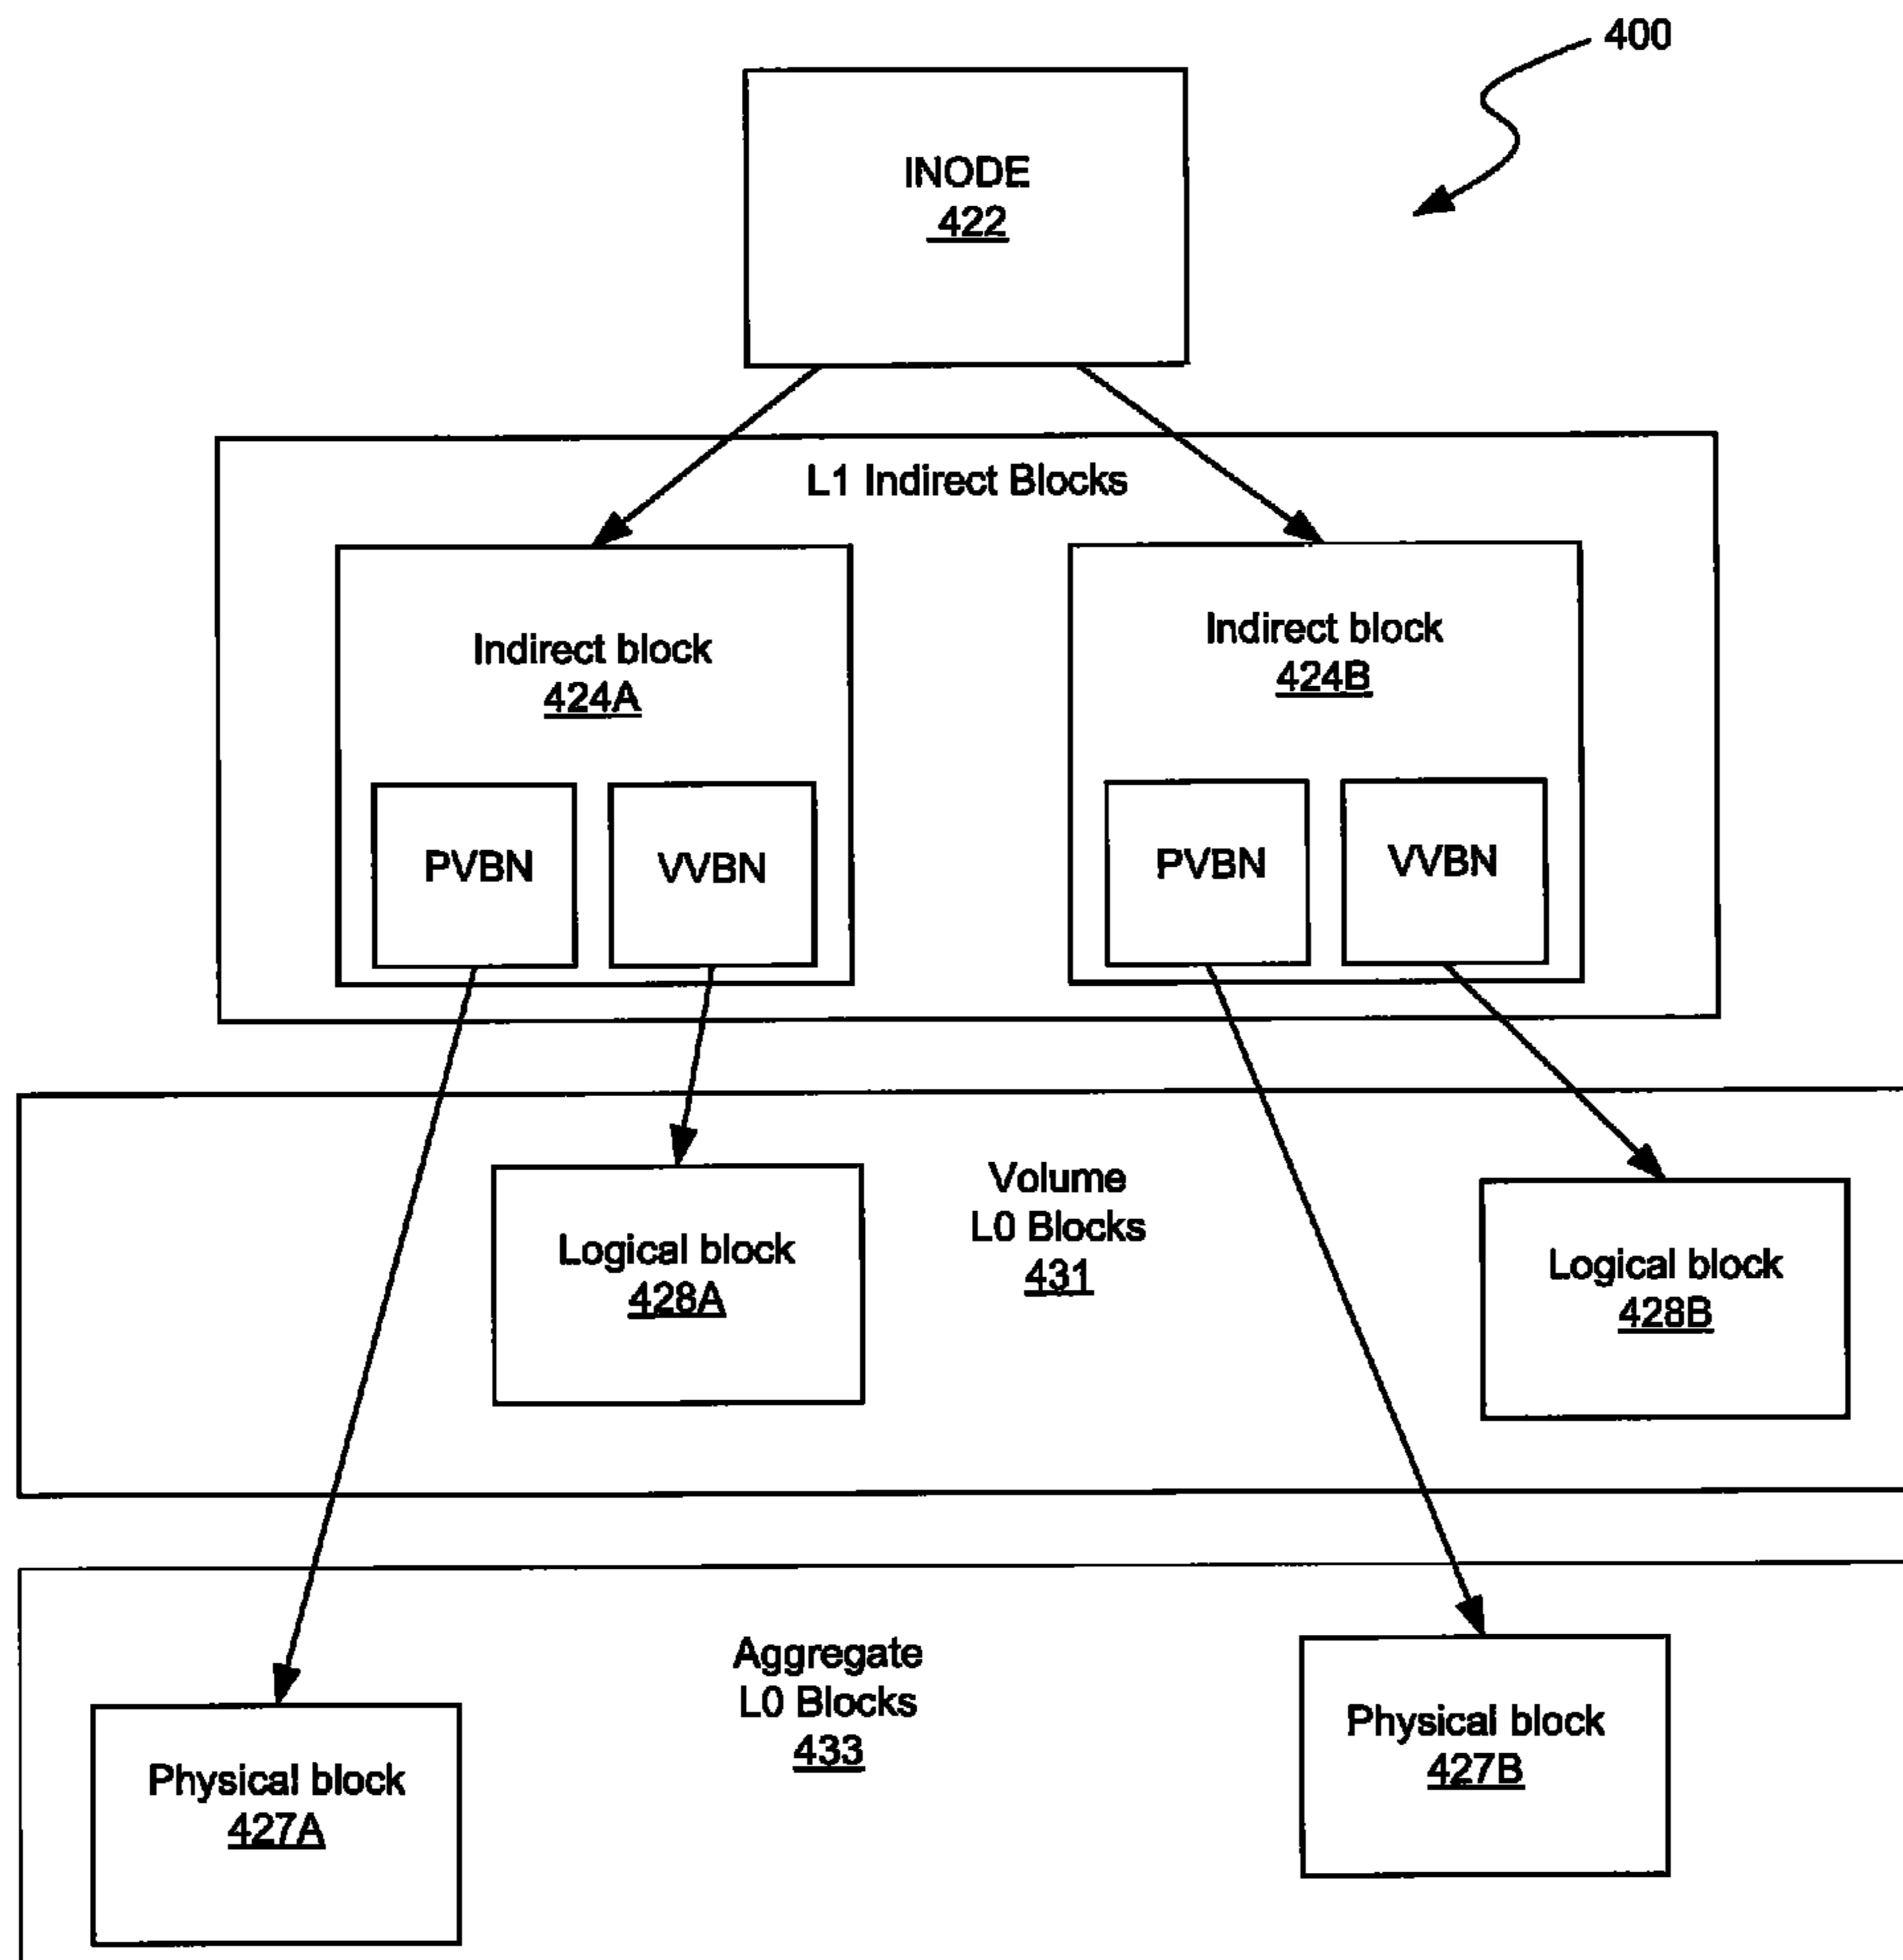 400
INODE
422
L1 Indirect Blocks
Indirect block
424A
Indirect block
424B
PVBN
VVBN
PVBN
VVBN
Volume
L0 Blocks
431
Logical block
428A
Logical block
428B
Aggregate
L0 Blocks
433
Physical block
427A
Physical block
427B